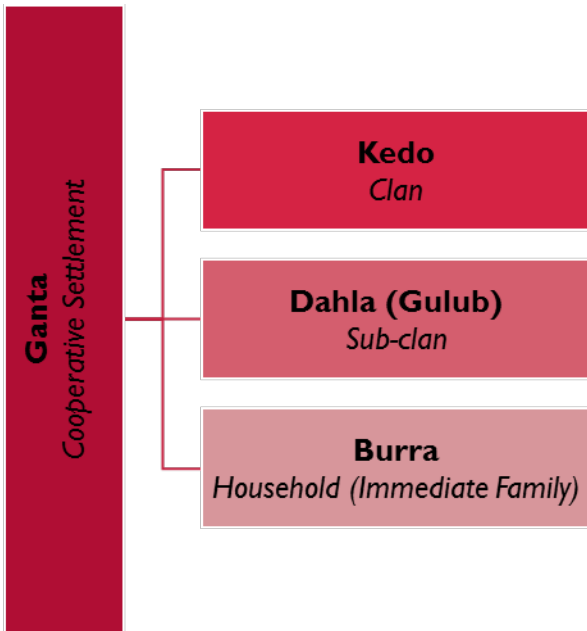 Ganta
Cooperative Settlement
Kedo
Clan
Dahla (Gulub)
Sub-clan
Burra
Household (Immediate Family)